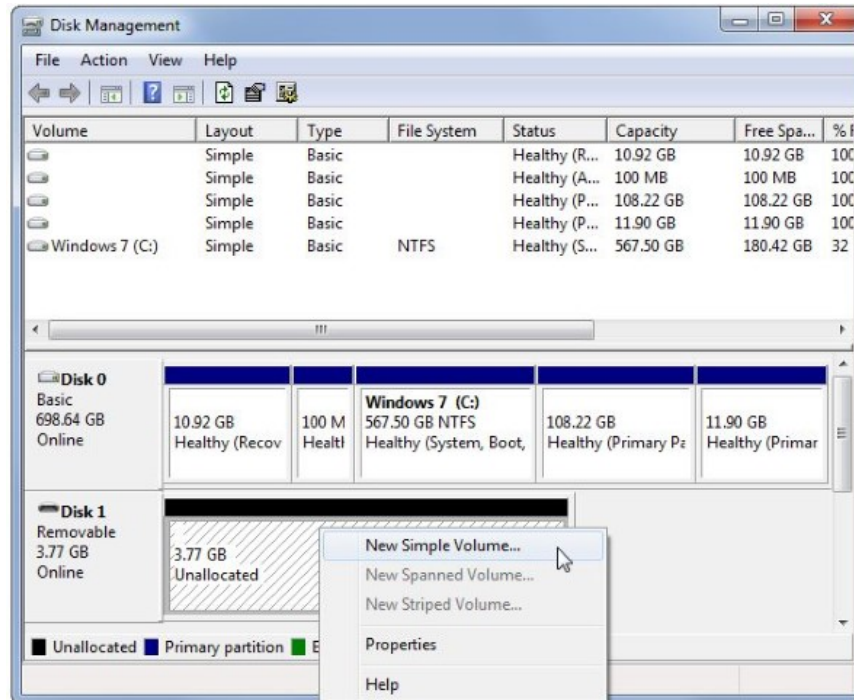 Disk Management
File Action View Help
Volume Layout Type File System Status Capacity Free Spa... % F
Simple Basic Healthy (R... 10.92 GB 10.92 GB 100
Simple Basic Healthy (A... 100 MB 100 MB 100
Simple Basic Healthy (P... 108.22 GB 108.22 GB 100
Simple Basic Healthy (P... 11.90 GB 11.90 GB 100
Windows 7 (C:) Simple Basic NTFS Healthy (S... 567.50 GB 180.42 GB 32
Disk 0
Basic
698.64 GB
Online
10.92 GB
Healthy (Recov
100 M
Healtl
Windows 7 (C:)
567.50 GB NTFS
Healthy (System, Boot,
108.22 GB
Healthy (Primary Pa
11.90 GB
Healthy (Primar
Disk 1
Removable
3.77 GB
Online
3.77 GB
Unallocated
New Simple Volume...
New Spanned Volume...
New Striped Volume...
Properties
Help
Unallocated Primary partition E